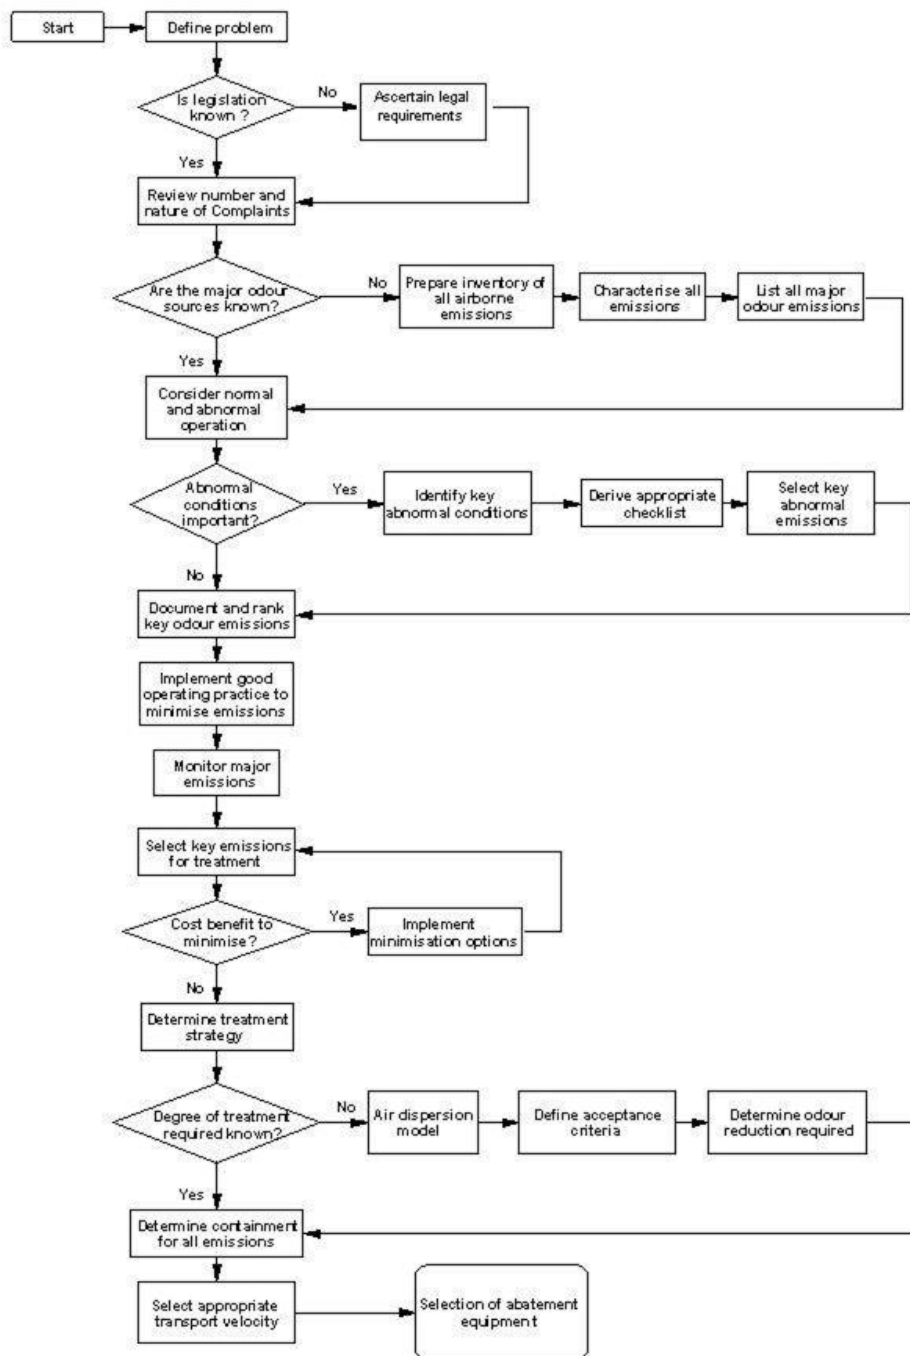 Start
Define problem
Is legislation
known ?
No
Ascertain legal
requirements
Yes
Review number and
nature of Complaints
Are the major odour
sources known?
No
Prepare inventory of
all airborne
emissions
Characterise all
emissions
List all major
odour emissions
Yes
Consider normal
and abnormal
operation
Abnormal
conditions
important?
Yes
Identify key
abnormal conditions
Derive appropriate
checklist
Select key
abnormal
emissions
No
Document and rank
key odour emissions
Implement good
operating practice to
minimise emissions
Monitor major
emissions
Select key emissions
for treatment
Cost benefit to
minimise?
Yes
Implement
minimisation options
No
Determine treatment
strategy
Degree of treatment
required known?
No
Air dispersion
model
Define acceptance
criteria
Determine odour
reduction required
Yes
Determine containment
for all emissions
Select appropriate
transport velocity
Selection of abatement
equipment